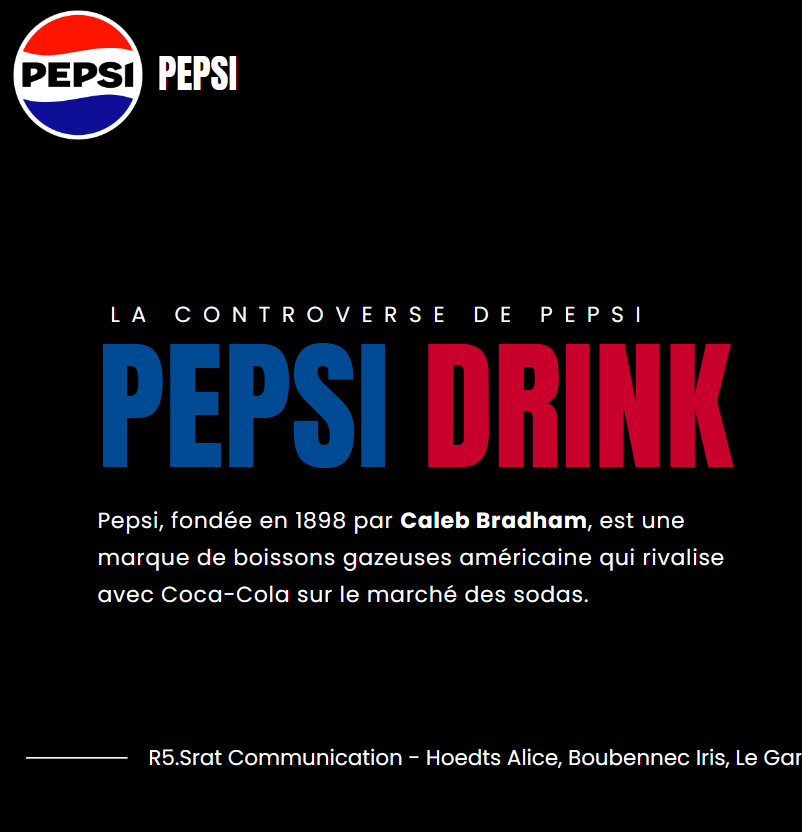 PEPSI PEPSI
LA CONTROVERSE DE PEPSI
PEPSI DRINK
Pepsi, fondée en 1898 par Caleb Bradham, est une
marque de boissons gazeuses américaine qui rivalise
avec Coca-Cola sur le marché des sodas.
R5.Srat Communication - Hoedts Alice, Boubennec Iris, Le Gar